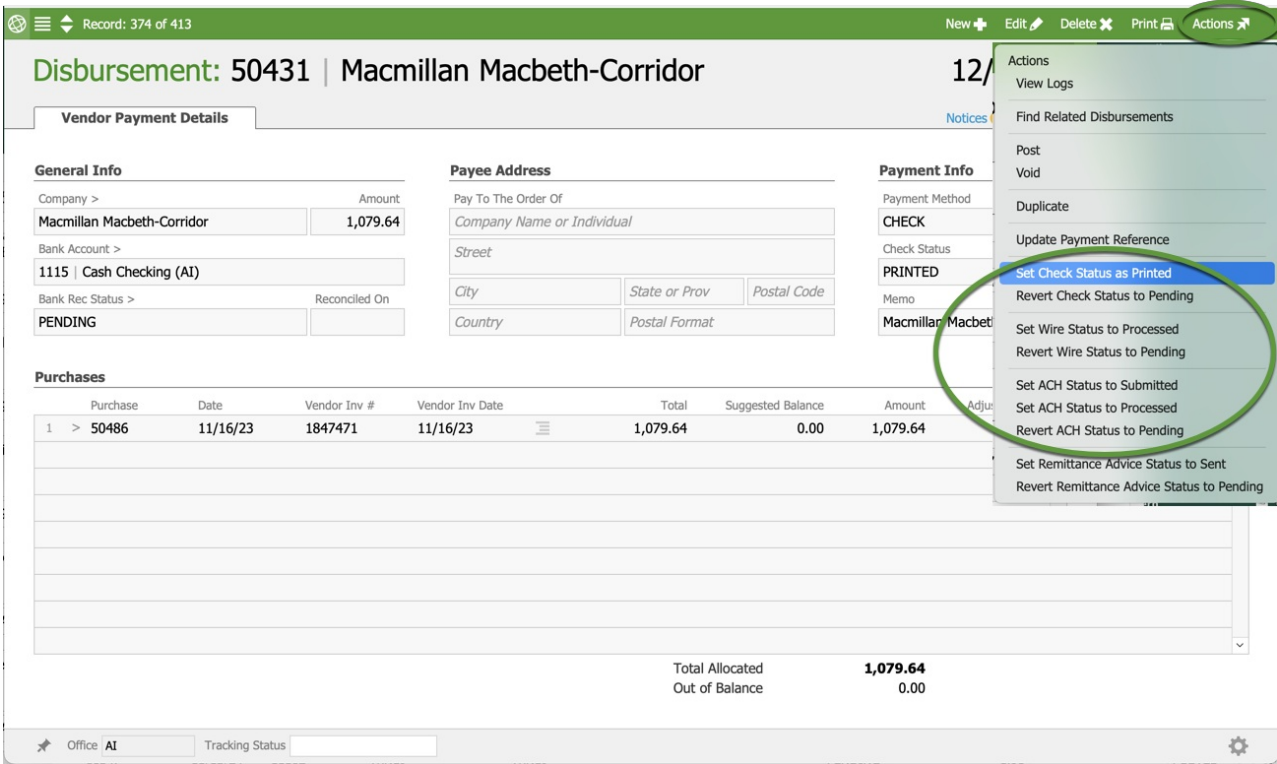 Record: 374 of 413 New Edit Delete Print Actions
Disbursement: 50431 | Macmillan Macbeth-Corridor 12/
Vendor Payment Details Notices
General Info
Company > Amount
Macmillan Macbeth-Corridor 1,079.64
Bank Account >
1115 | Cash Checking (AI)
Bank Rec Status > Reconciled On
PENDING
Payee Address
Pay To The Order Of
Company Name or Individual
Street
City State or Prov Postal Code
Country Postal Format
Payment Info
Payment Method
CHECK
Check Status
PRINTED
Memo
Macmillan Macbet
Actions
View Logs
Find Related Disbursements
Post
Void
Duplicate
Update Payment Reference
Set Check Status as Printed
Revert Check Status to Pending
Set Wire Status to Processed
Revert Wire Status to Pending
Set ACH Status to Submitted
Set ACH Status to Processed
Revert ACH Status to Pending
Set Remittance Advice Status to Sent
Revert Remittance Advice Status to Pending
Purchases
Purchase Date Vendor Inv # Vendor Inv Date Total Suggested Balance Amount Adjus
1 > 50486 11/16/23 1847471 11/16/23 1,079.64 0.00 1,079.64
Total Allocated 1,079.64
Out of Balance 0.00
Office AI Tracking Status